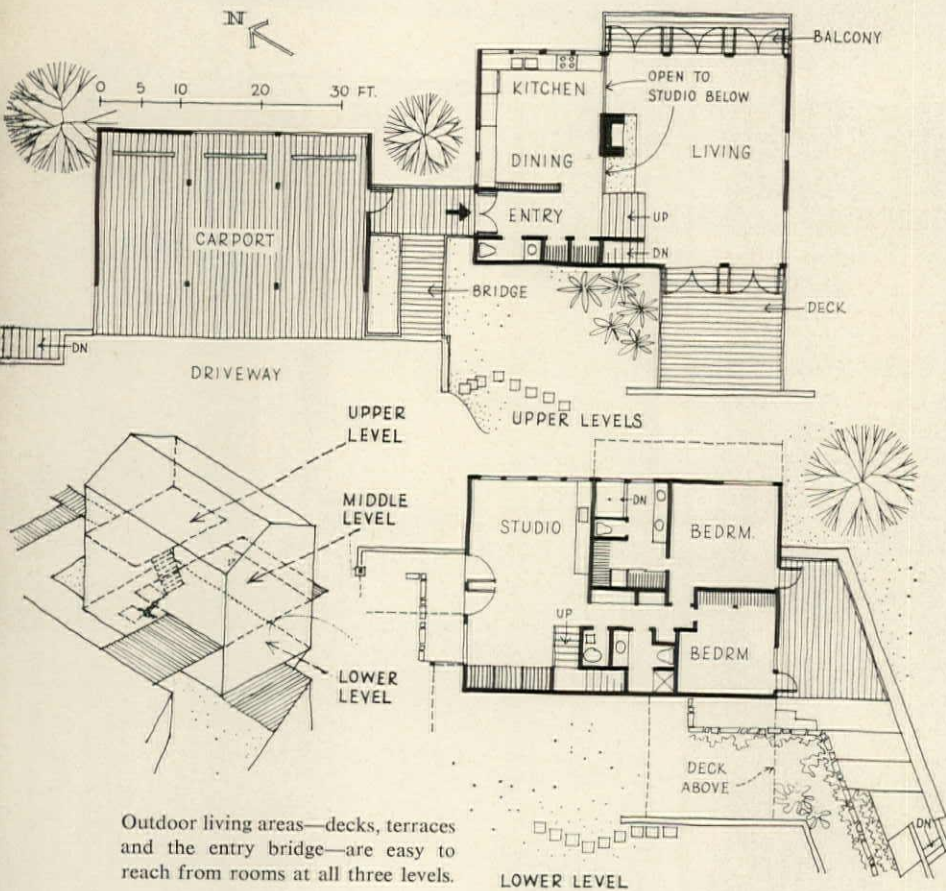 N
0 5 11 22 30 FT.
BALCONY
KITCHEN
OPEN TO
STUDIO BELOW
DINING
LIVING
ENTRY
UP
DN
CARPORT
BRIDGE
DECK
DN
DRIVEWAY
UPPER LEVELS
UPPER
LEVEL
MIDDLE
LEVEL
LOWER
LEVEL
STUDIO
DN
BEDRM.
UP
BEDRM
DECK
ABOVE
DN
Outdoor living areas—decks, terraces
and the entry bridge—are easy to
reach from rooms at all three levels.
LOWER LEVEL